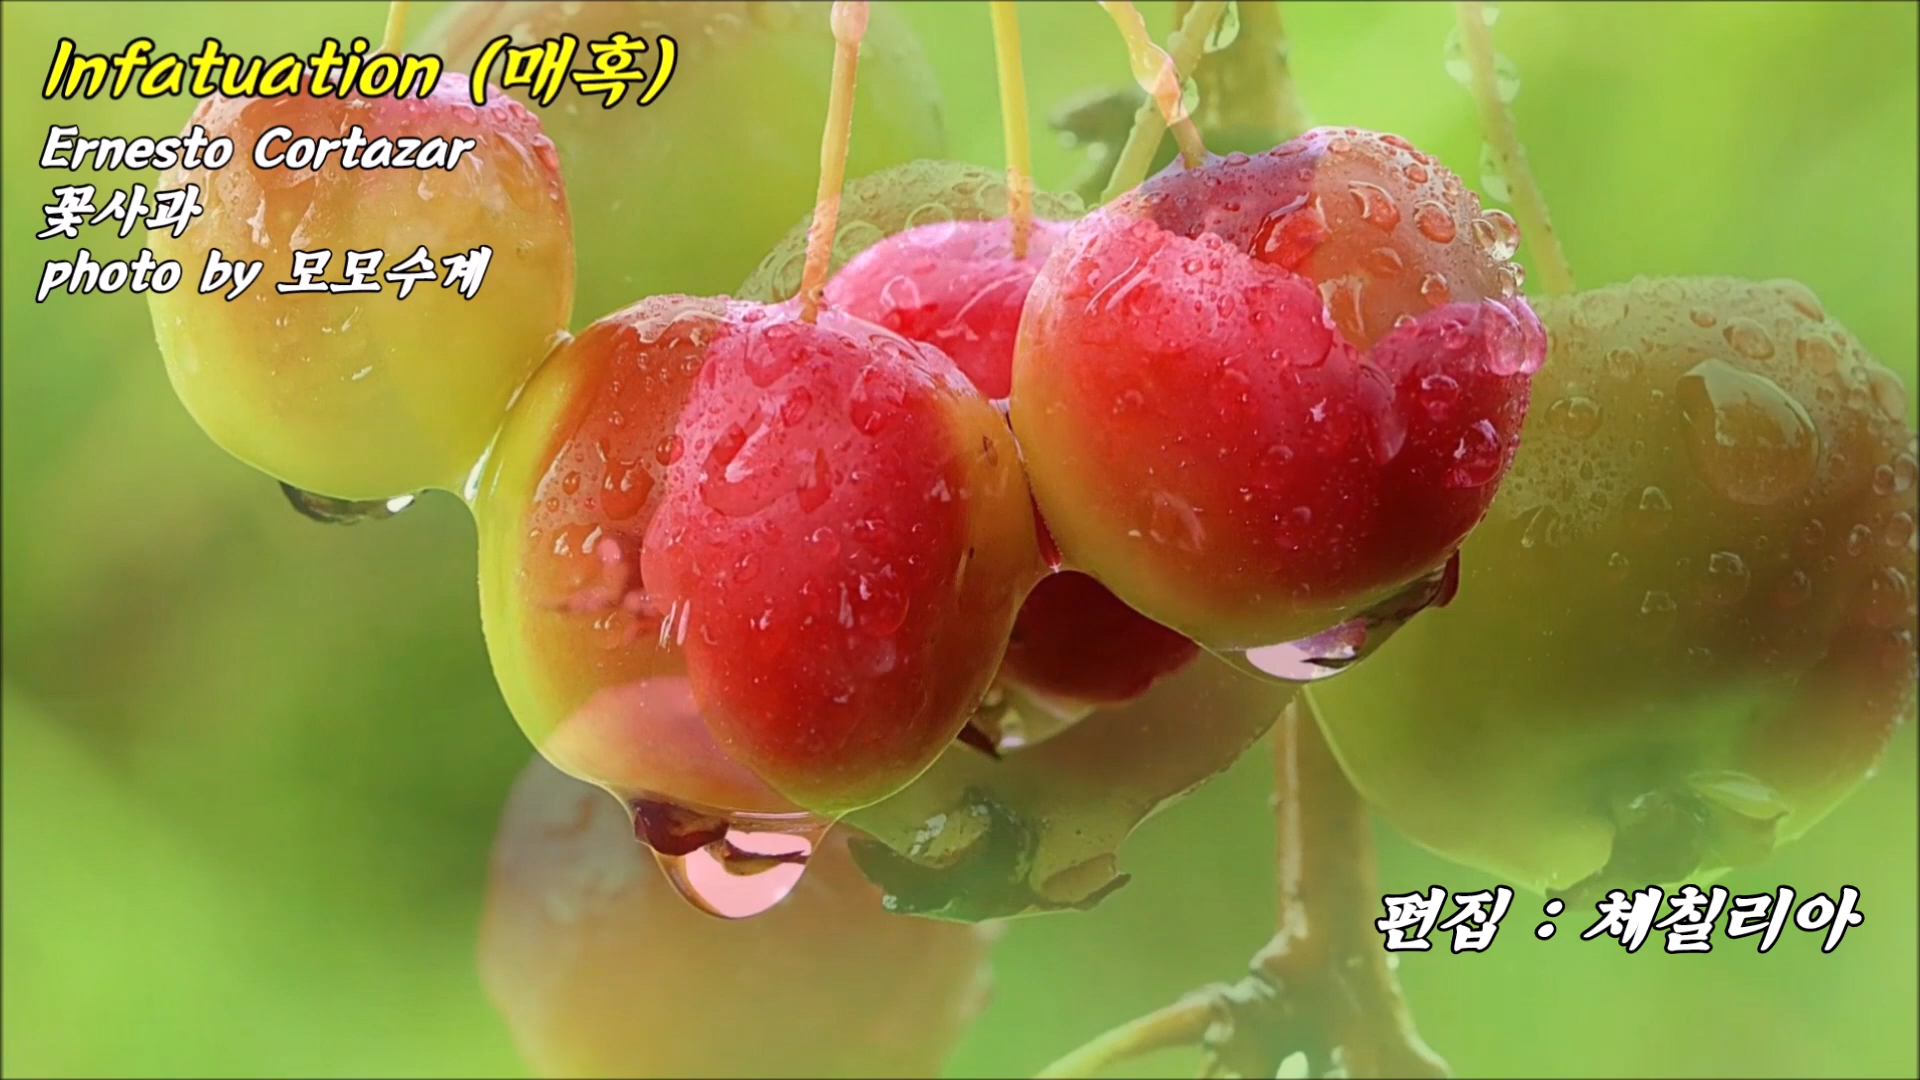 Infatuation (매혹)
Ernesto Cortazar
꽃사과
photo by 모모수계
편집 : 체칠리아